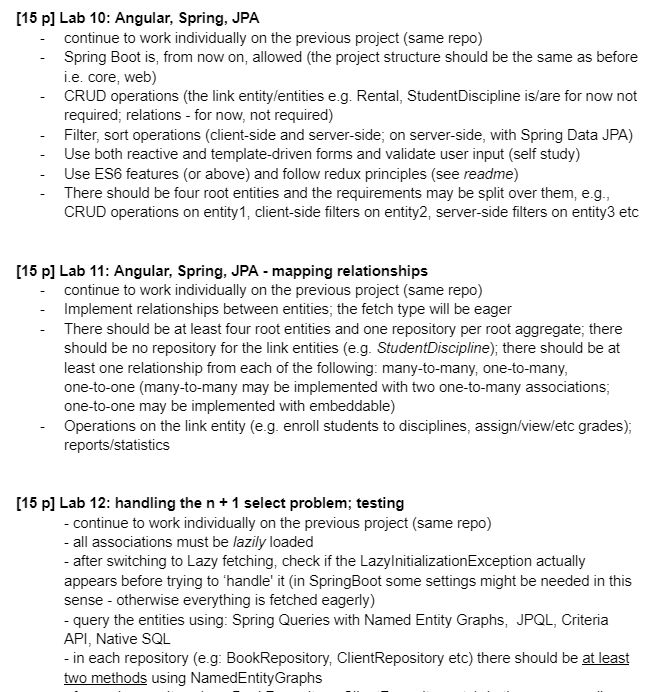 [15 p] Lab 10: Angular, Spring, JPA
- continue to work individually on the previous project (same repo)
- Spring Boot is, from now on, allowed (the project structure should be the same as before
i.e. core, web)
- CRUD operations (the link entity/entities e.g. Rental, StudentDiscipline is/are for now not
required; relations - for now, not required)
- Filter, sort operations (client-side and server-side; on server-side, with Spring Data JPA)
- Use both reactive and template-driven forms and validate user input (self study)
- Use ES6 features (or above) and follow redux principles (see readme)
- There should be four root entities and the requirements may be split over them, e.g.,
CRUD operations on entity1, client-side filters on entity2, server-side filters on entity3 etc
[15 p] Lab 11: Angular, Spring, JPA - mapping relationships
- continue to work individually on the previous project (same repo)
- Implement relationships between entities; the fetch type will be eager
- There should be at least four root entities and one repository per root aggregate; there
should be no repository for the link entities (e.g. StudentDiscipline); there should be at
least one relationship from each of the following: many-to-many, one-to-many,
one-to-one (many-to-many may be implemented with two one-to-many associations;
one-to-one may be implemented with embeddable)
- Operations on the link entity (e.g. enroll students to disciplines, assign/view/etc grades);
reports/statistics
[15 p] Lab 12: handling the n + 1 select problem; testing
- continue to work individually on the previous project (same repo)
- all associations must be lazily loaded
- after switching to Lazy fetching, check if the LazyInitializationException actually
appears before trying to 'handle' it (in SpringBoot some settings might be needed in this
sense - otherwise everything is fetched eagerly)
- query the entities using: Spring Queries with Named Entity Graphs, JPQL, Criteria
API, Native SQL
- in each repository (e.g: BookRepository, ClientRepository etc) there should be at least
two methods using NamedEntityGraphs